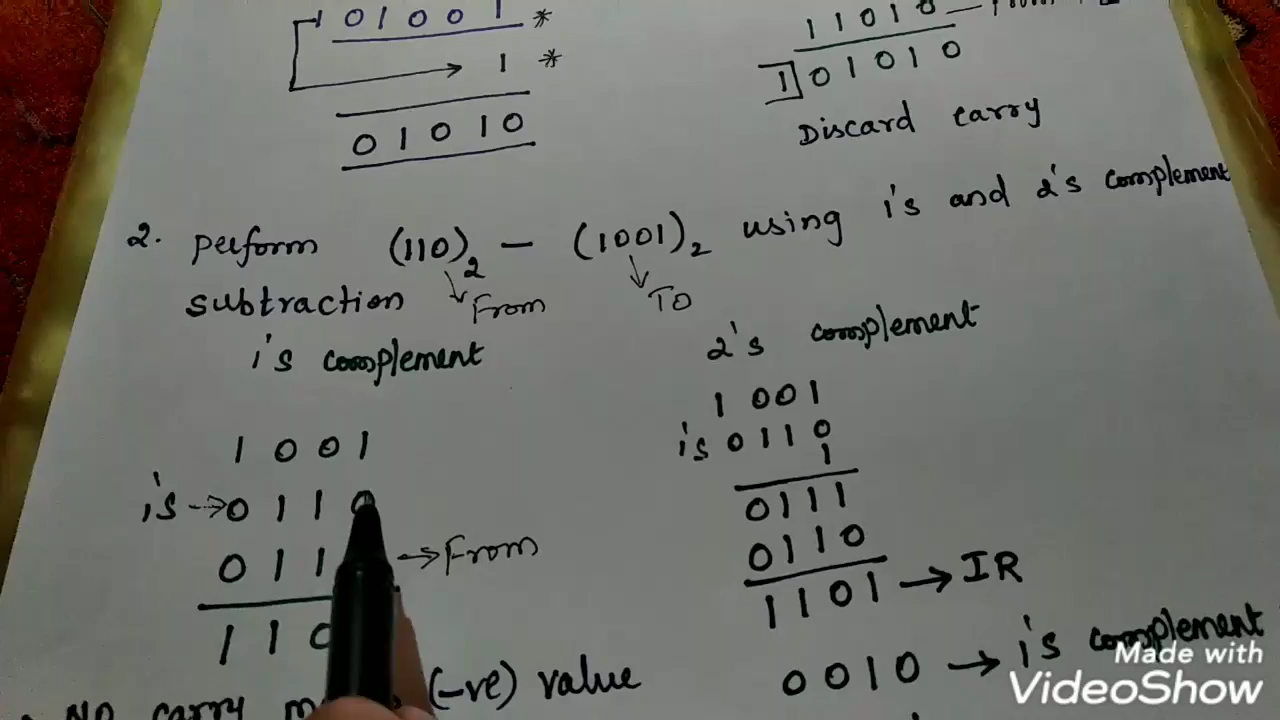 0 1 0 0 1 *
1 *
0 1 0 1 0
1 1 0 1 0
1 0 1 0 1 0
Discard carry
2. perform (110)2 — (1001)2 using 1's and 2's complement
subtraction From To
1's complement
1 0 0 1
1's → 0 1 1 0
0 1 1 → From
1 1 0
No carry (-re) value
2's complement
1 0 0 1
1's 0 1 1 0
1
0 1 1 1
0 1 1 0
1 1 0 1 → IR
0 0 1 0 → 1's complement
Made with
VideoShow